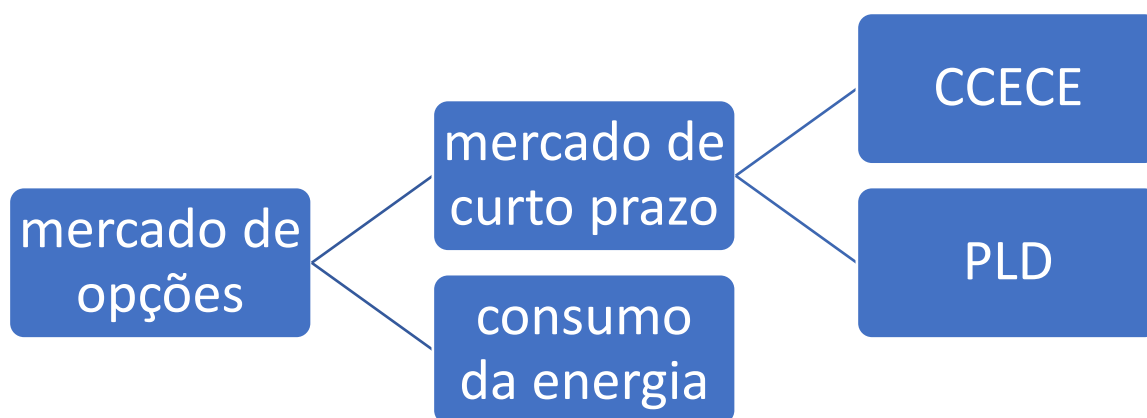 mercado de
opções
mercado de
curto prazo
consumo
da energia
CCECE
PLD